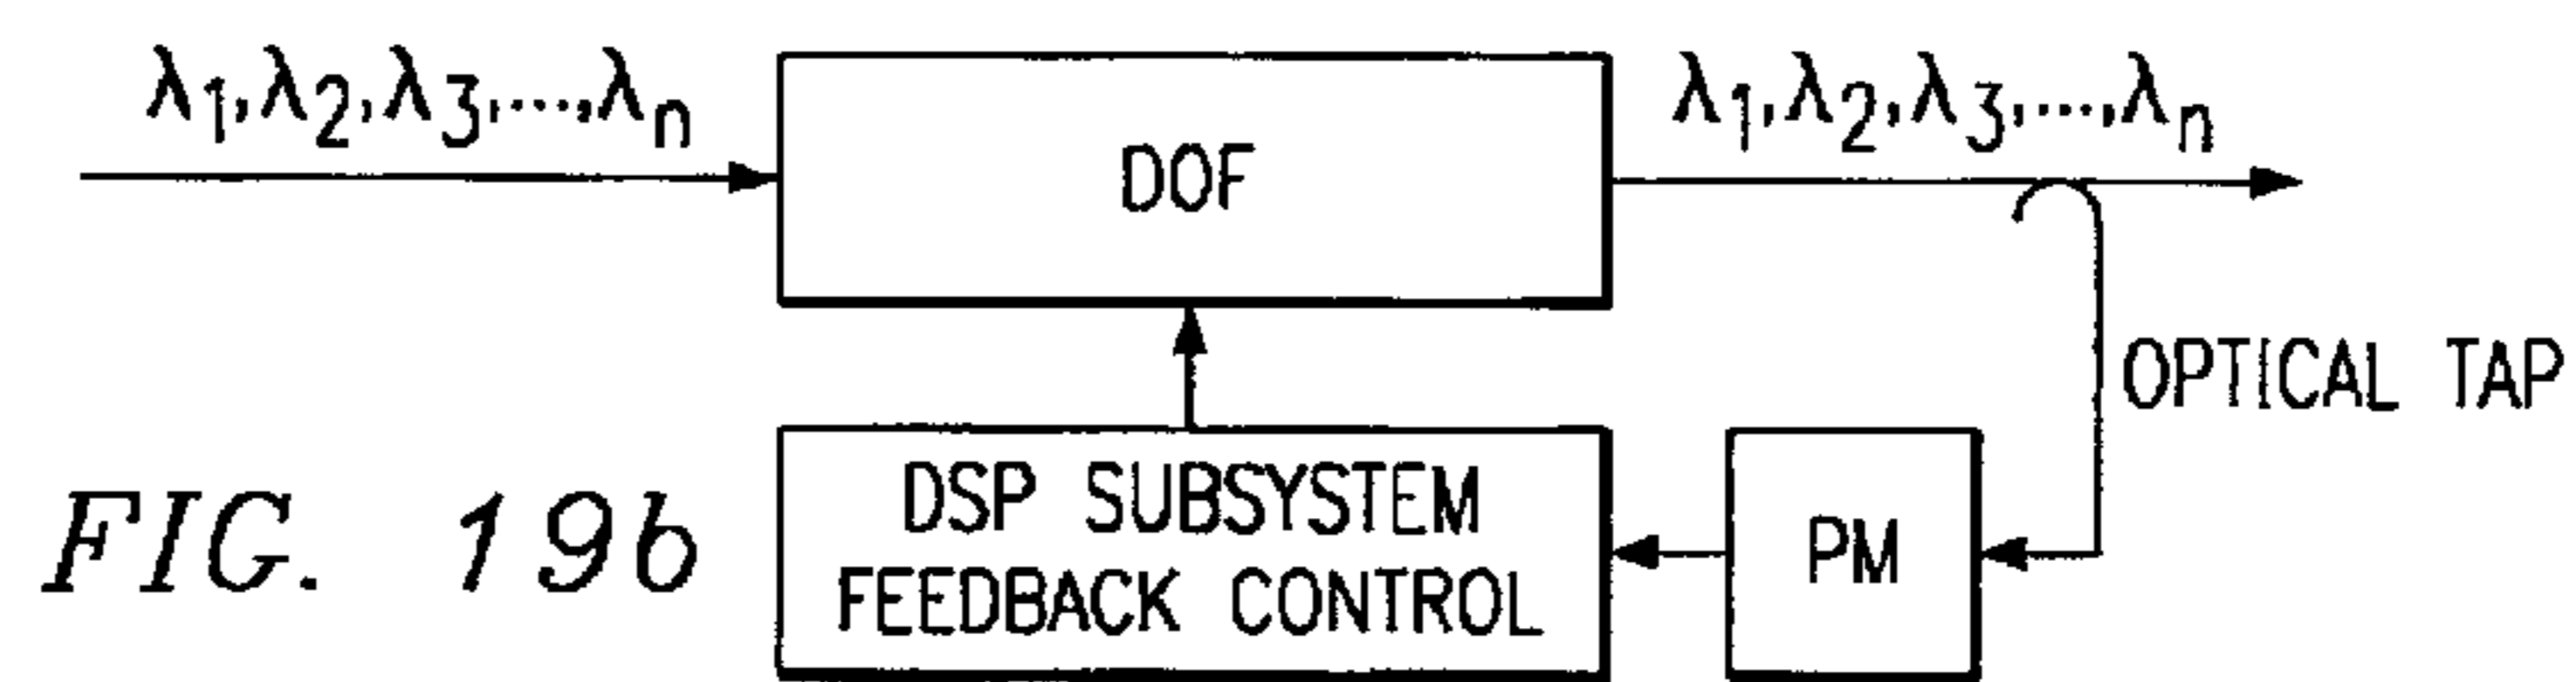 λ1,λ2,λ3,...,λn
DOF
λ1,λ2,λ3,...,λn
OPTICAL TAP
DSP SUBSYSTEM
FEEDBACK CONTROL
PM
FIG. 19b